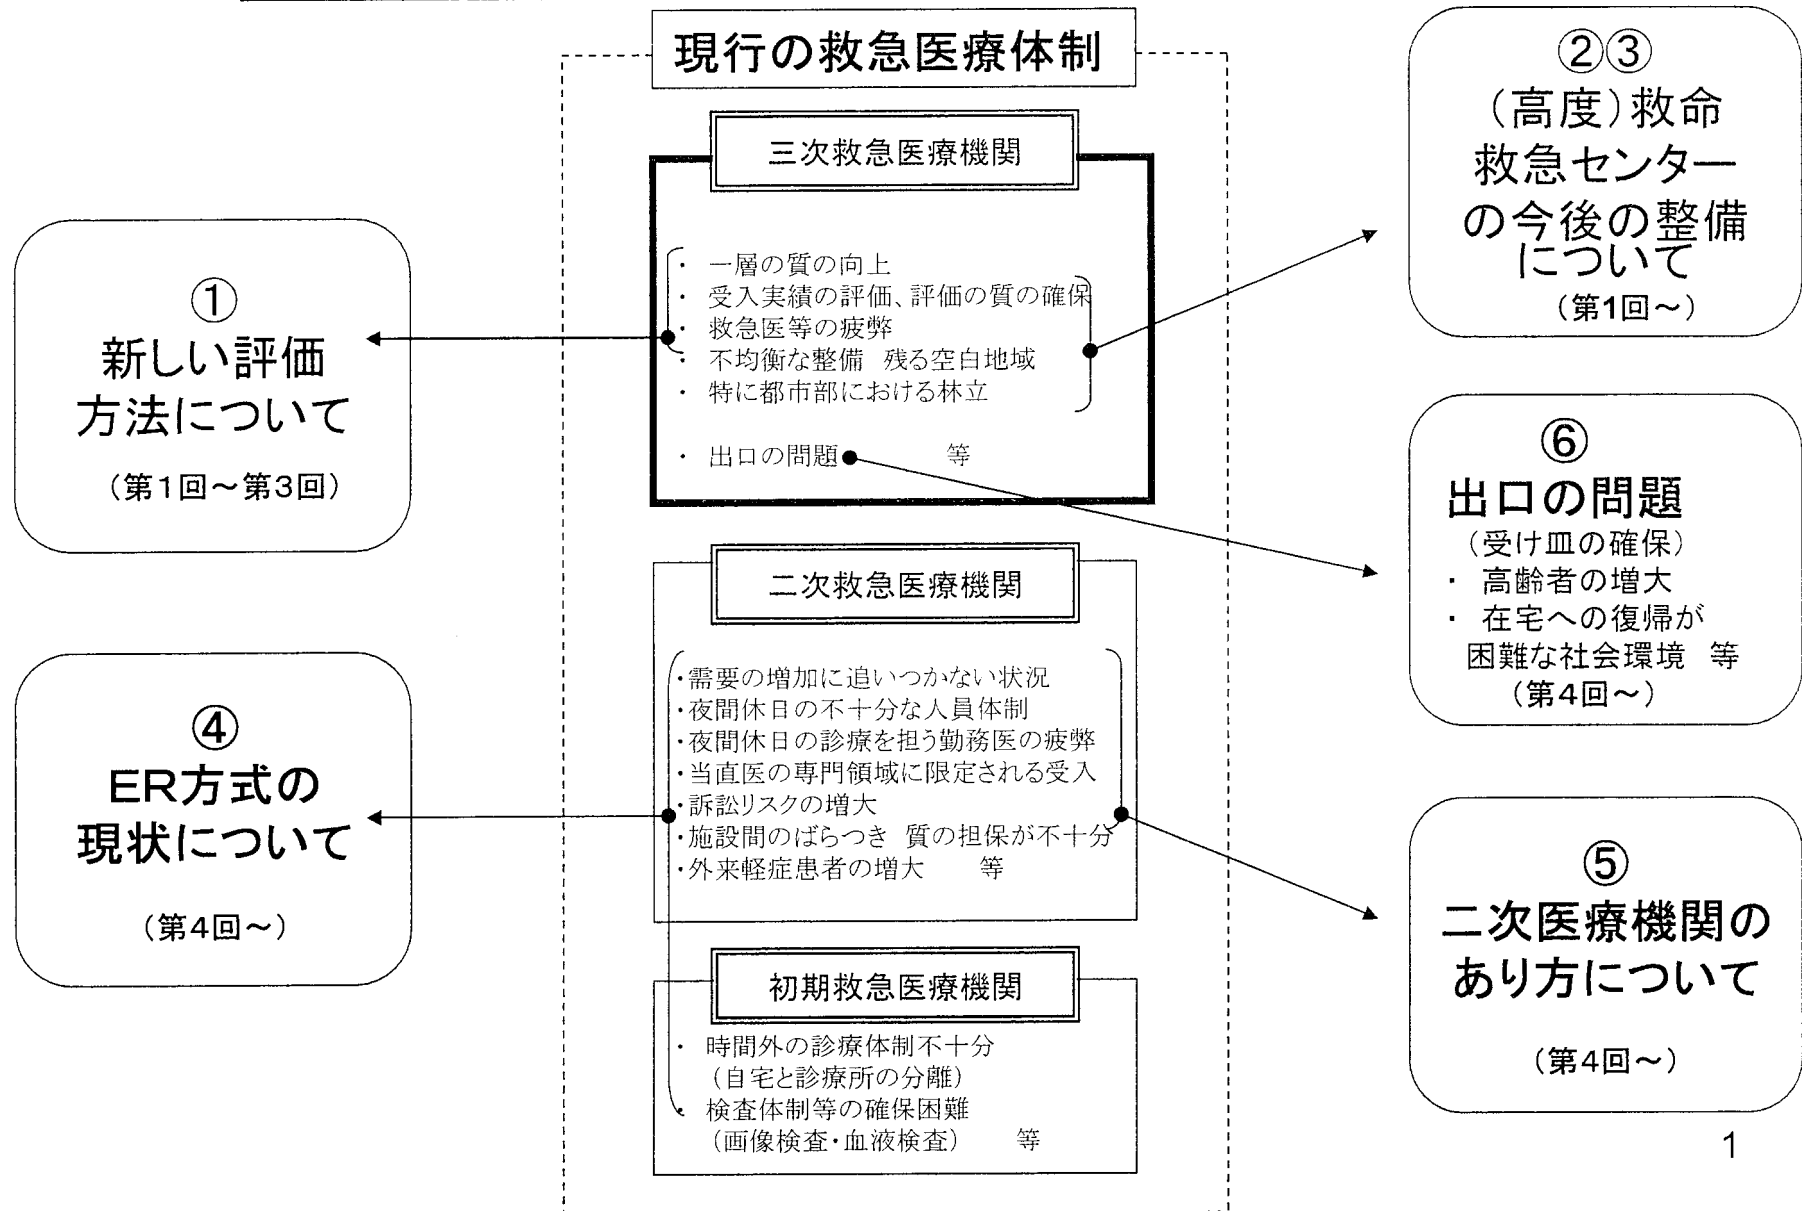 現行の救急医療体制
三次救急医療機関
・ 一層の質の向上
・ 受入実績の評価、評価の質の確保
・ 救急医等の疲弊
・ 不均衡な整備 残る空白地域
・ 特に都市部における林立
・ 出口の問題 等
二次救急医療機関
・需要の増加に追いつかない状況
・夜間休日の不十分な人員体制
・夜間休日の診療を担う勤務医の疲弊
・当直医の専門領域に限定される受入
・訴訟リスクの増大
・施設間のばらつき 質の担保が不十分
・外来軽症患者の増大 等
初期救急医療機関
・ 時間外の診療体制不十分
（自宅と診療所の分離）
・ 検査体制等の確保困難
（画像検査・血液検査） 等
①
新しい評価
方法について
（第1回～第3回）
②③
（高度）救命
救急センター
の今後の整備
について
（第1回～）
④
ER方式の
現状について
（第4回～）
⑥
出口の問題
（受け皿の確保）
・ 高齢者の増大
・ 在宅への復帰が
困難な社会環境 等
（第4回～）
⑤
二次医療機関の
あり方について
（第4回～）
1